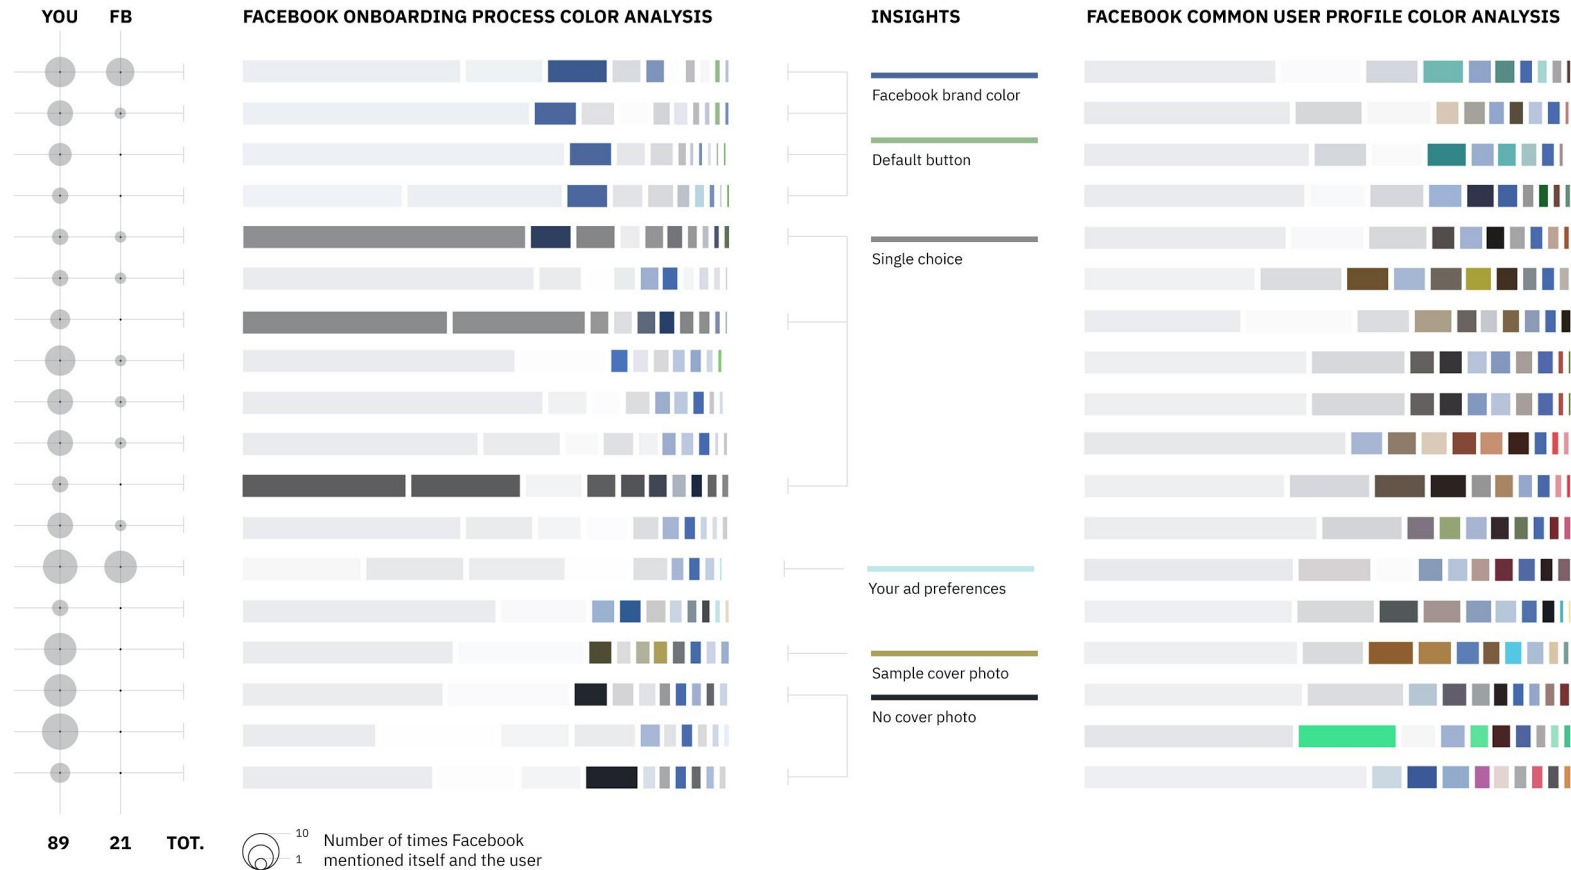 YOU FB FACEBOOK ONBOARDING PROCESS COLOR ANALYSIS INSIGHTS FACEBOOK COMMON USER PROFILE COLOR ANALYSIS
Facebook brand color
Default button
Single choice
Your ad preferences
Sample cover photo
No cover photo
89 21 TOT.
10
1
Number of times Facebook
mentioned itself and the user